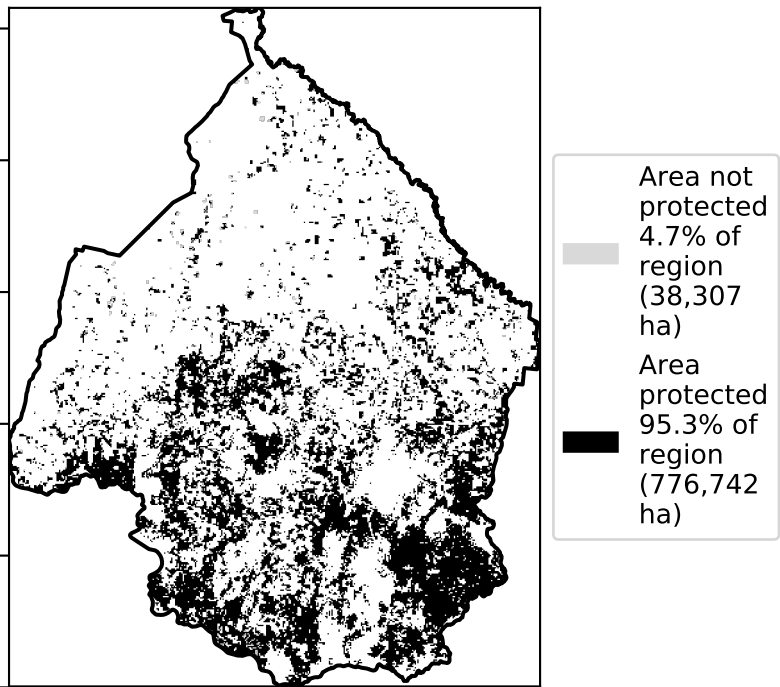 Area not
protected
4.7% of
region
(38,307
ha)
Area
protected
95.3% of
region
(776,742
ha)